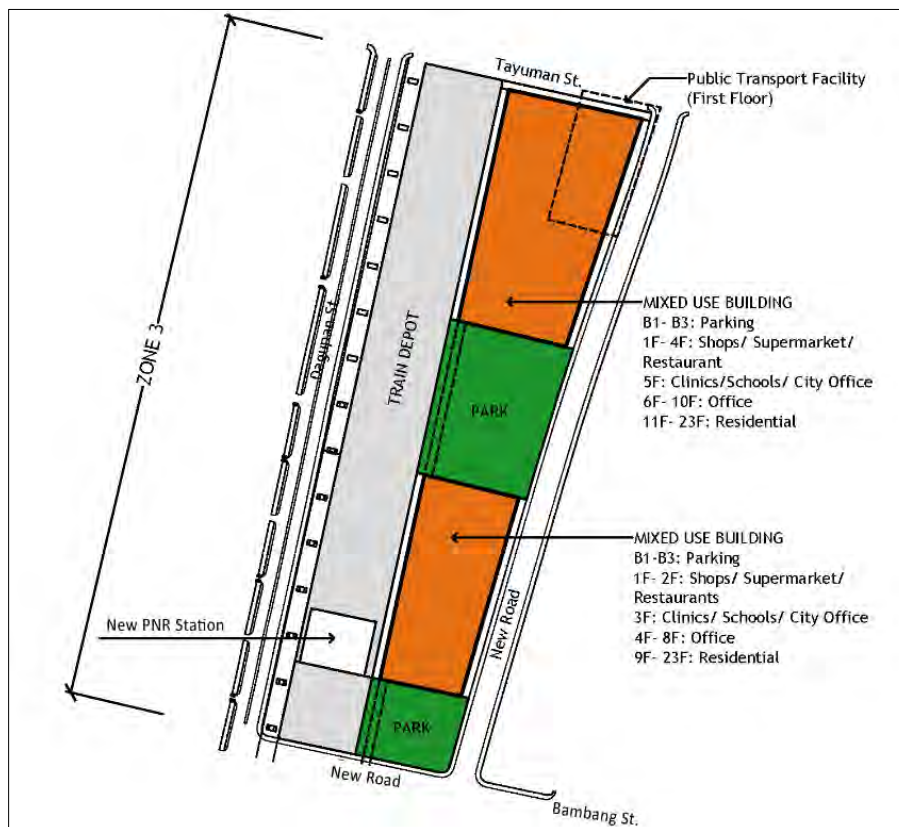 Tayuman St.
Public Transport Facility
(First Floor)
ZONE 3
Dagupan St.
TRAIN DEPOT
MIXED USE BUILDING
B1- B3: Parking
1F- 4F: Shops/ Supermarket/
Restaurant
5F: Clinics/Schools/ City Office
6F- 10F: Office
11F- 23F: Residential
PARK
MIXED USE BUILDING
B1-B3: Parking
1F- 2F: Shops/ Supermarket/
Restaurants
3F: Clinics/ Schools/ City Office
4F- 8F: Office
9F- 23F: Residential
New Road
New PNR Station
PARK
New Road
Bambang St.